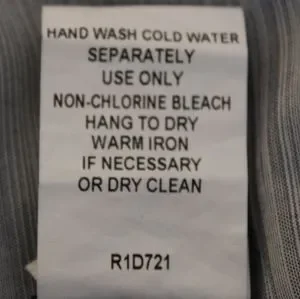 HAND WASH COLD WATER
SEPARATELY
USE ONLY
NON-CHLORINE BLEACH
HANG TO DRY
WARM IRON
IF NECESSARY
OR DRY CLEAN
R1D721